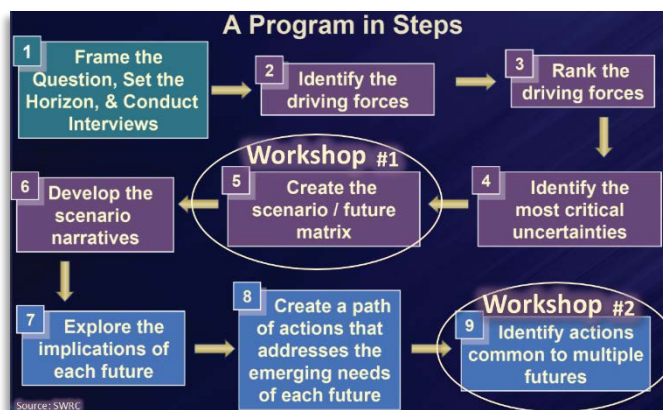 A Program in Steps
1
Frame the
Question, Set the
Horizon, & Conduct
Interviews
2
Identify the
driving forces
3
Rank the
driving forces
4
Identify the
most critical
uncertainties
Workshop #1
5
Create the
scenario / future
matrix
6
Develop the
scenario
narratives
7
Explore the
implications of
each future
8
Create a path
of actions that
addresses the
emerging needs
of each future
Workshop #2
9
Identify actions
common to multiple
futures
Source: SWRC